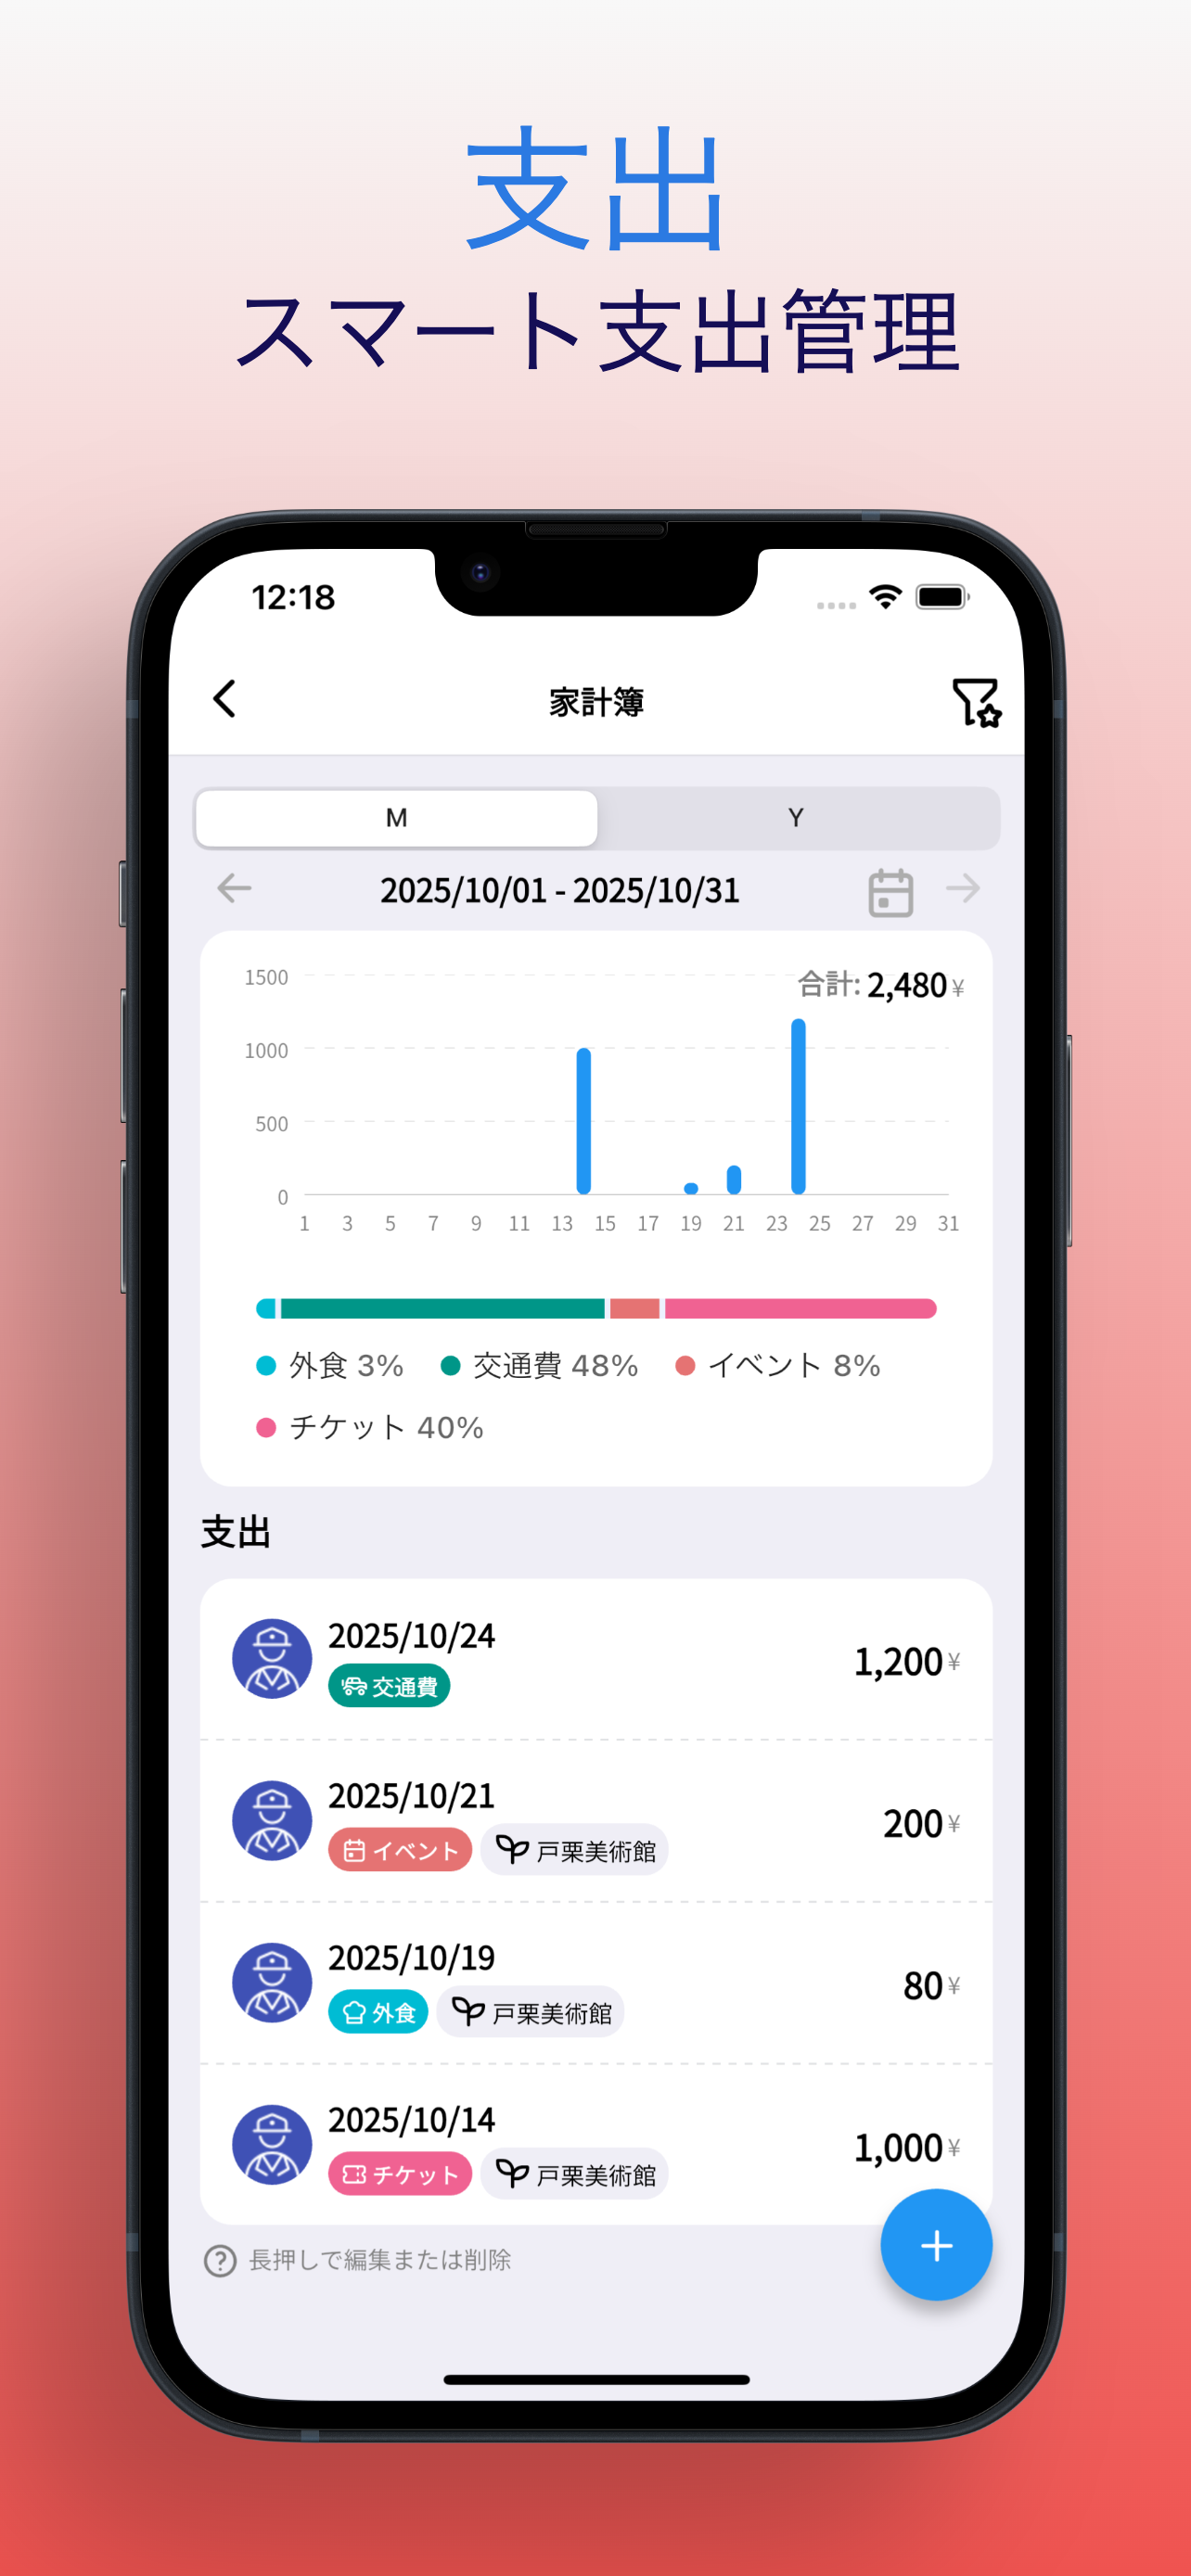 支出
スマート支出管理
12:18
家計簿
M Y
2025/10/01 - 2025/10/31
合計: 2,480 ¥
1500
1000
500
0
1 3 5 7 9 11 13 15 17 19 21 23 25 27 29 31
外食 3% 交通費 48% イベント 8%
チケット 40%
支出
2025/10/24
交通費
1,200 ¥
2025/10/21
イベント 戸栗美術館
200 ¥
2025/10/19
外食 戸栗美術館
80 ¥
2025/10/14
チケット 戸栗美術館
1,000 ¥
長押しで編集または削除